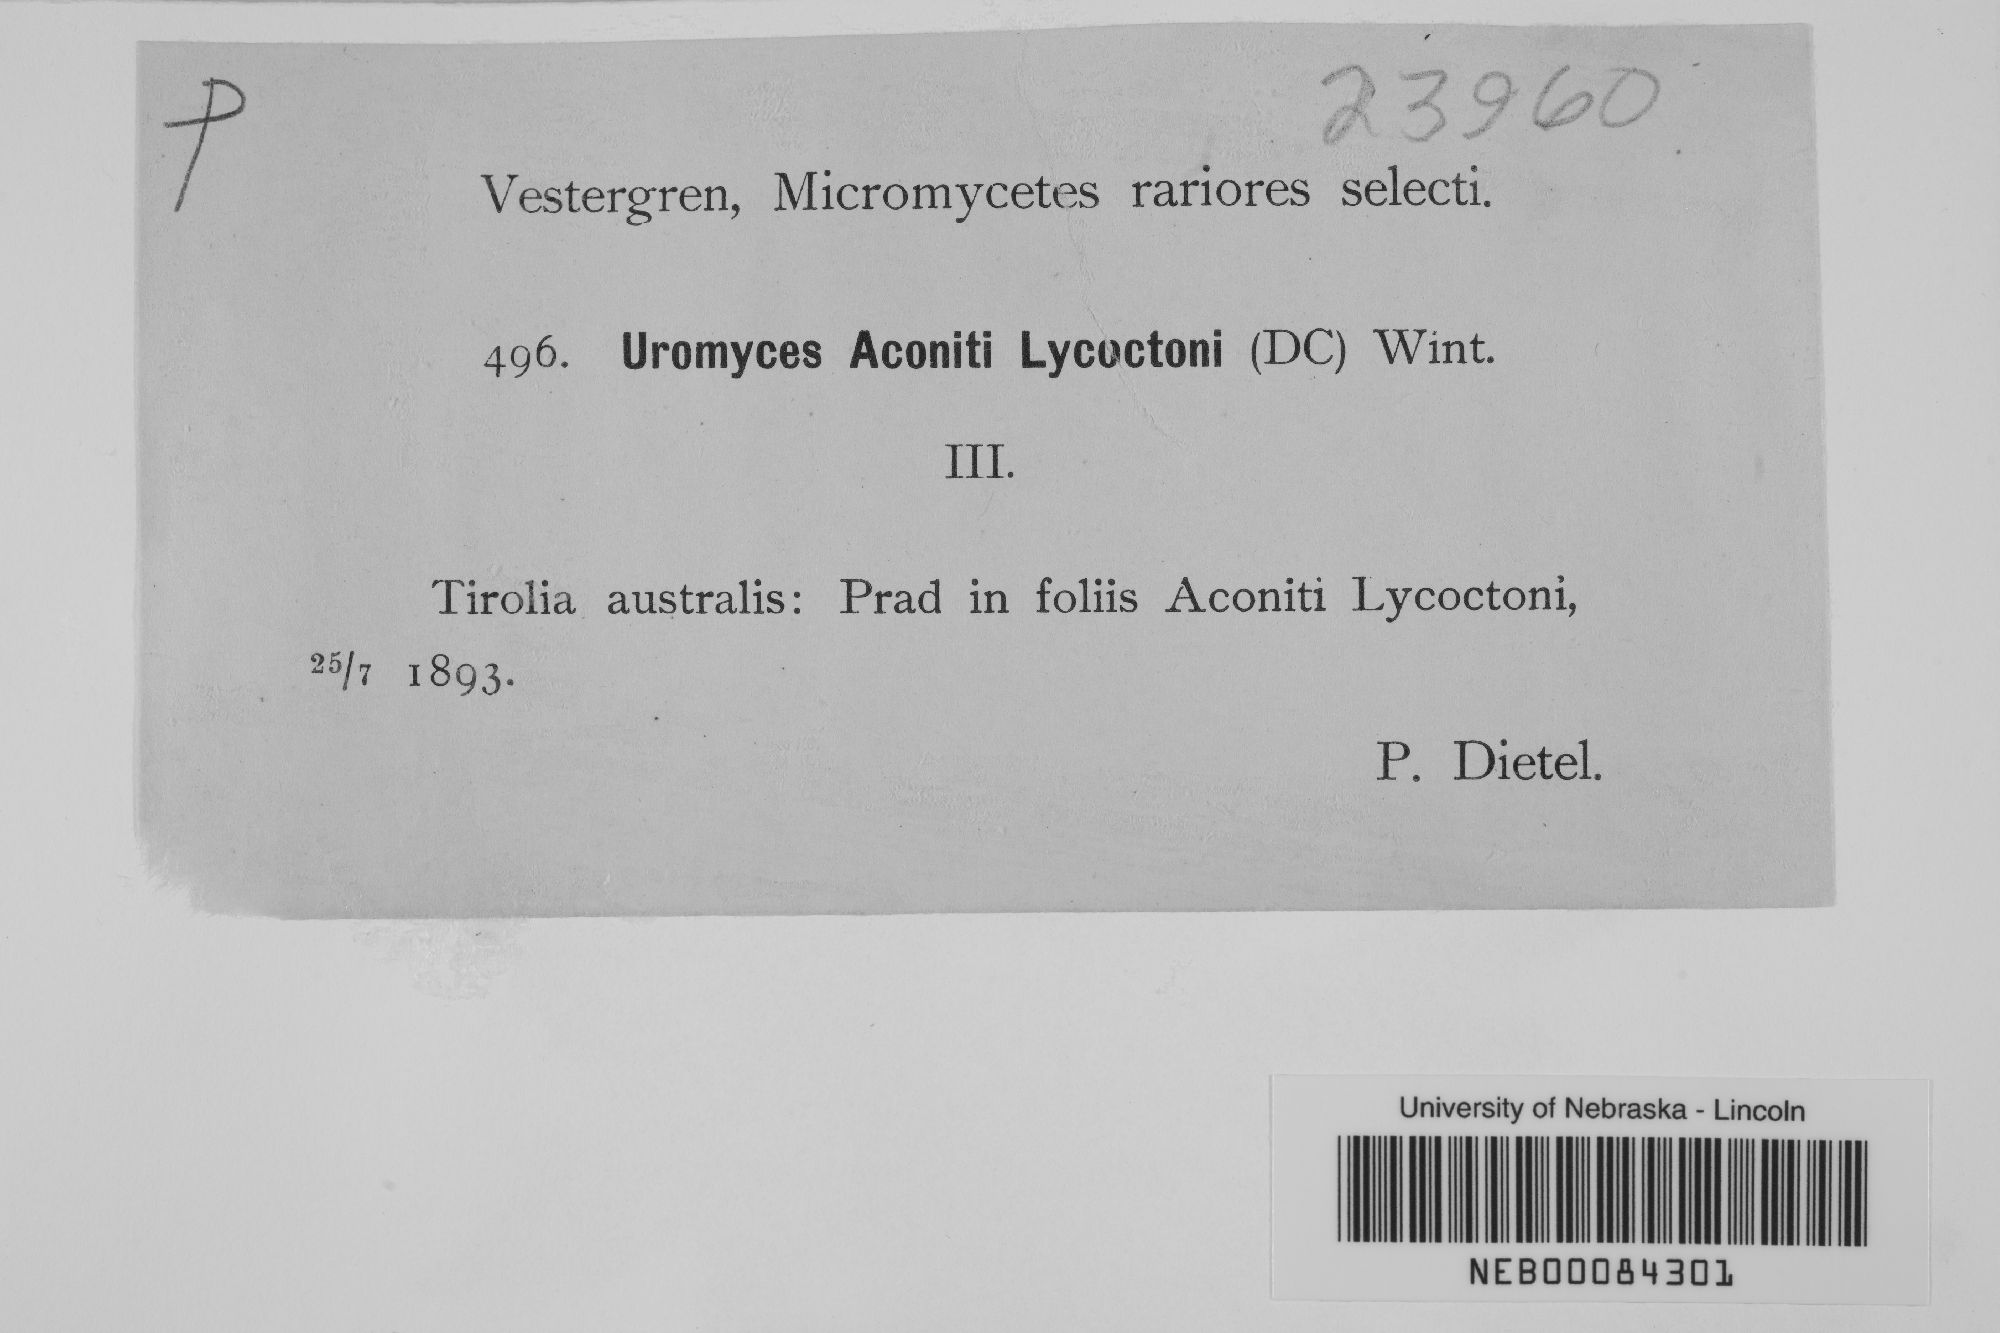 P
23960
Vestergren, Micromycetes rariores selecti.
496. Uromyces Aconiti Lycoctoni (DC) Wint.
III.
Tirolia australis: Prad in foliis Aconiti Lycoctoni,
25/7 1893.
P. Dietel.
University of Nebraska - Lincoln
NEB00084301